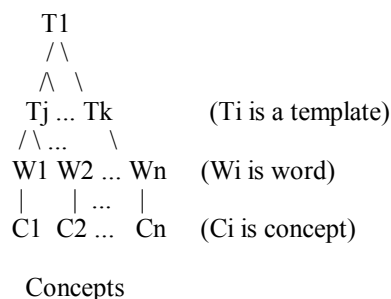 T1
/ \
/\ \
Tj ... Tk (Ti is a template)
/ \ ... \
W1 W2 ... Wn (Wi is word)
| | ... |
C1 C2 ... Cn (Ci is concept)
Concepts